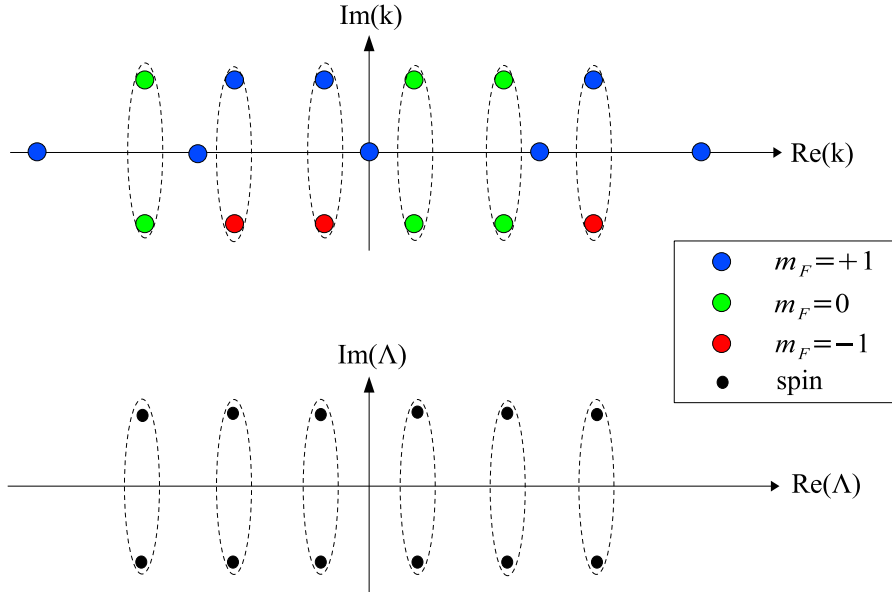 Im(k)
Re(k)
m_F=+1
m_F=0
m_F=−1
spin
Im(Λ)
Re(Λ)